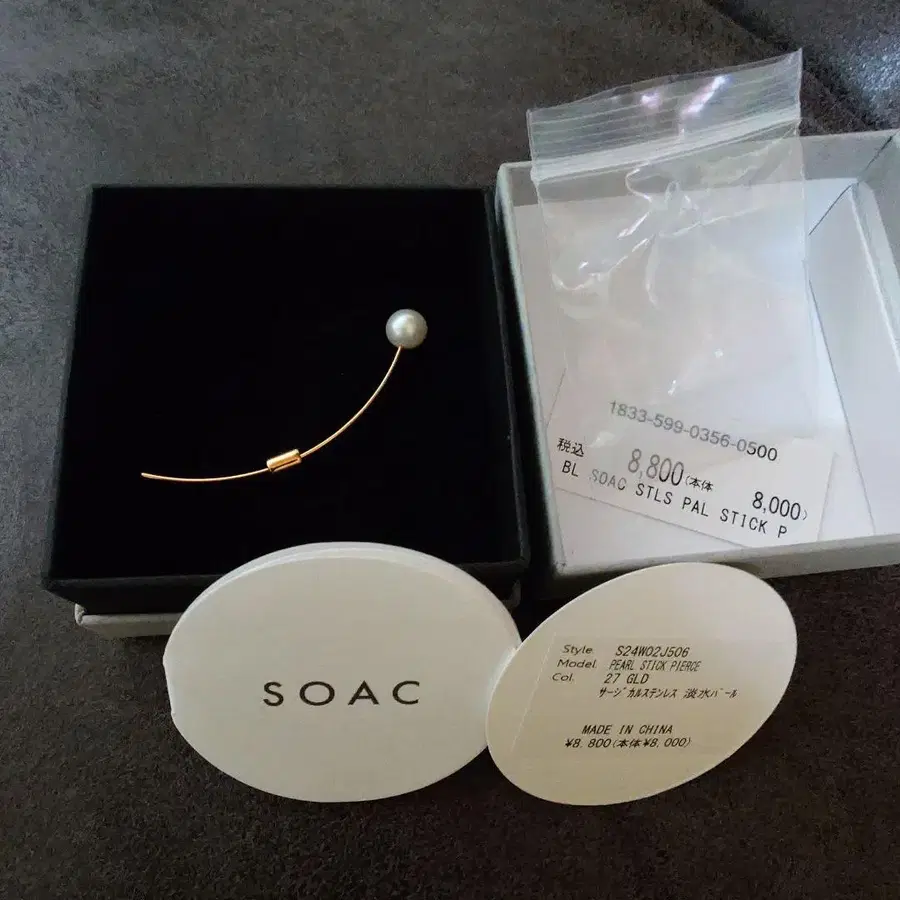 1833-599-0356-0500
税込 8,800(本体 8,000)
BL SOAC STLS PAL STICK P
SOAC
Style. S24W02J506
Model. PEARL STICK PIERCE
Col. 27 GLD
サージカルステンレス 淡水パール
MADE IN CHINA
¥8,800(本体¥8,000)